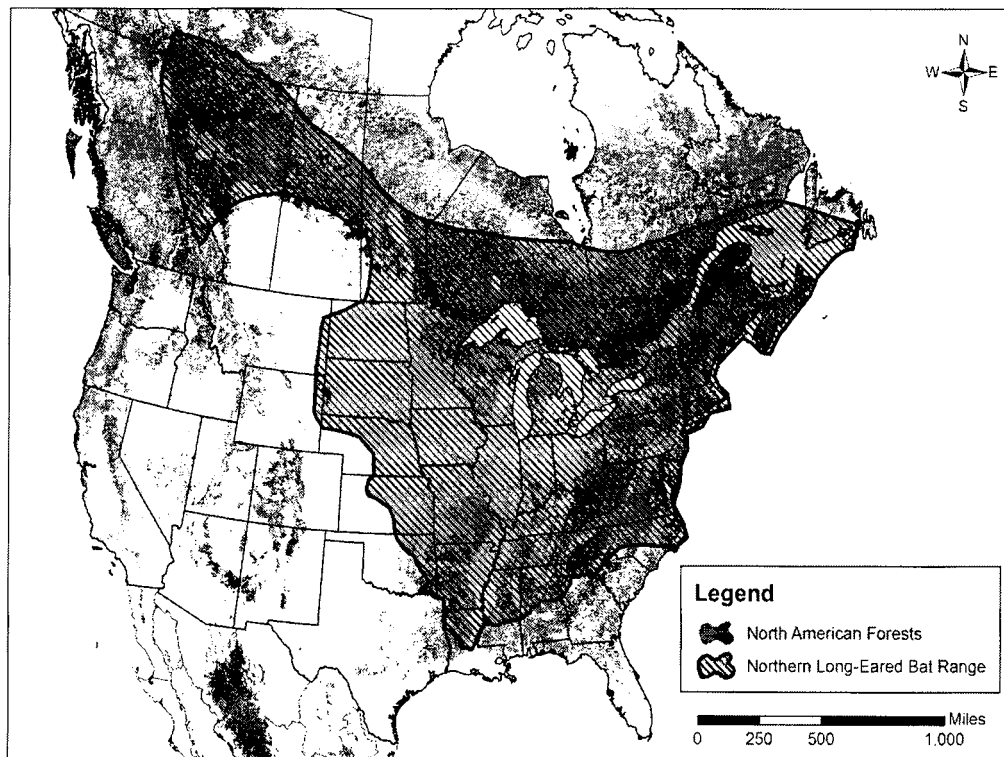 N
W E
S
Legend
North American Forests
Northern Long-Eared Bat Range
Miles
0 250 500 1.000